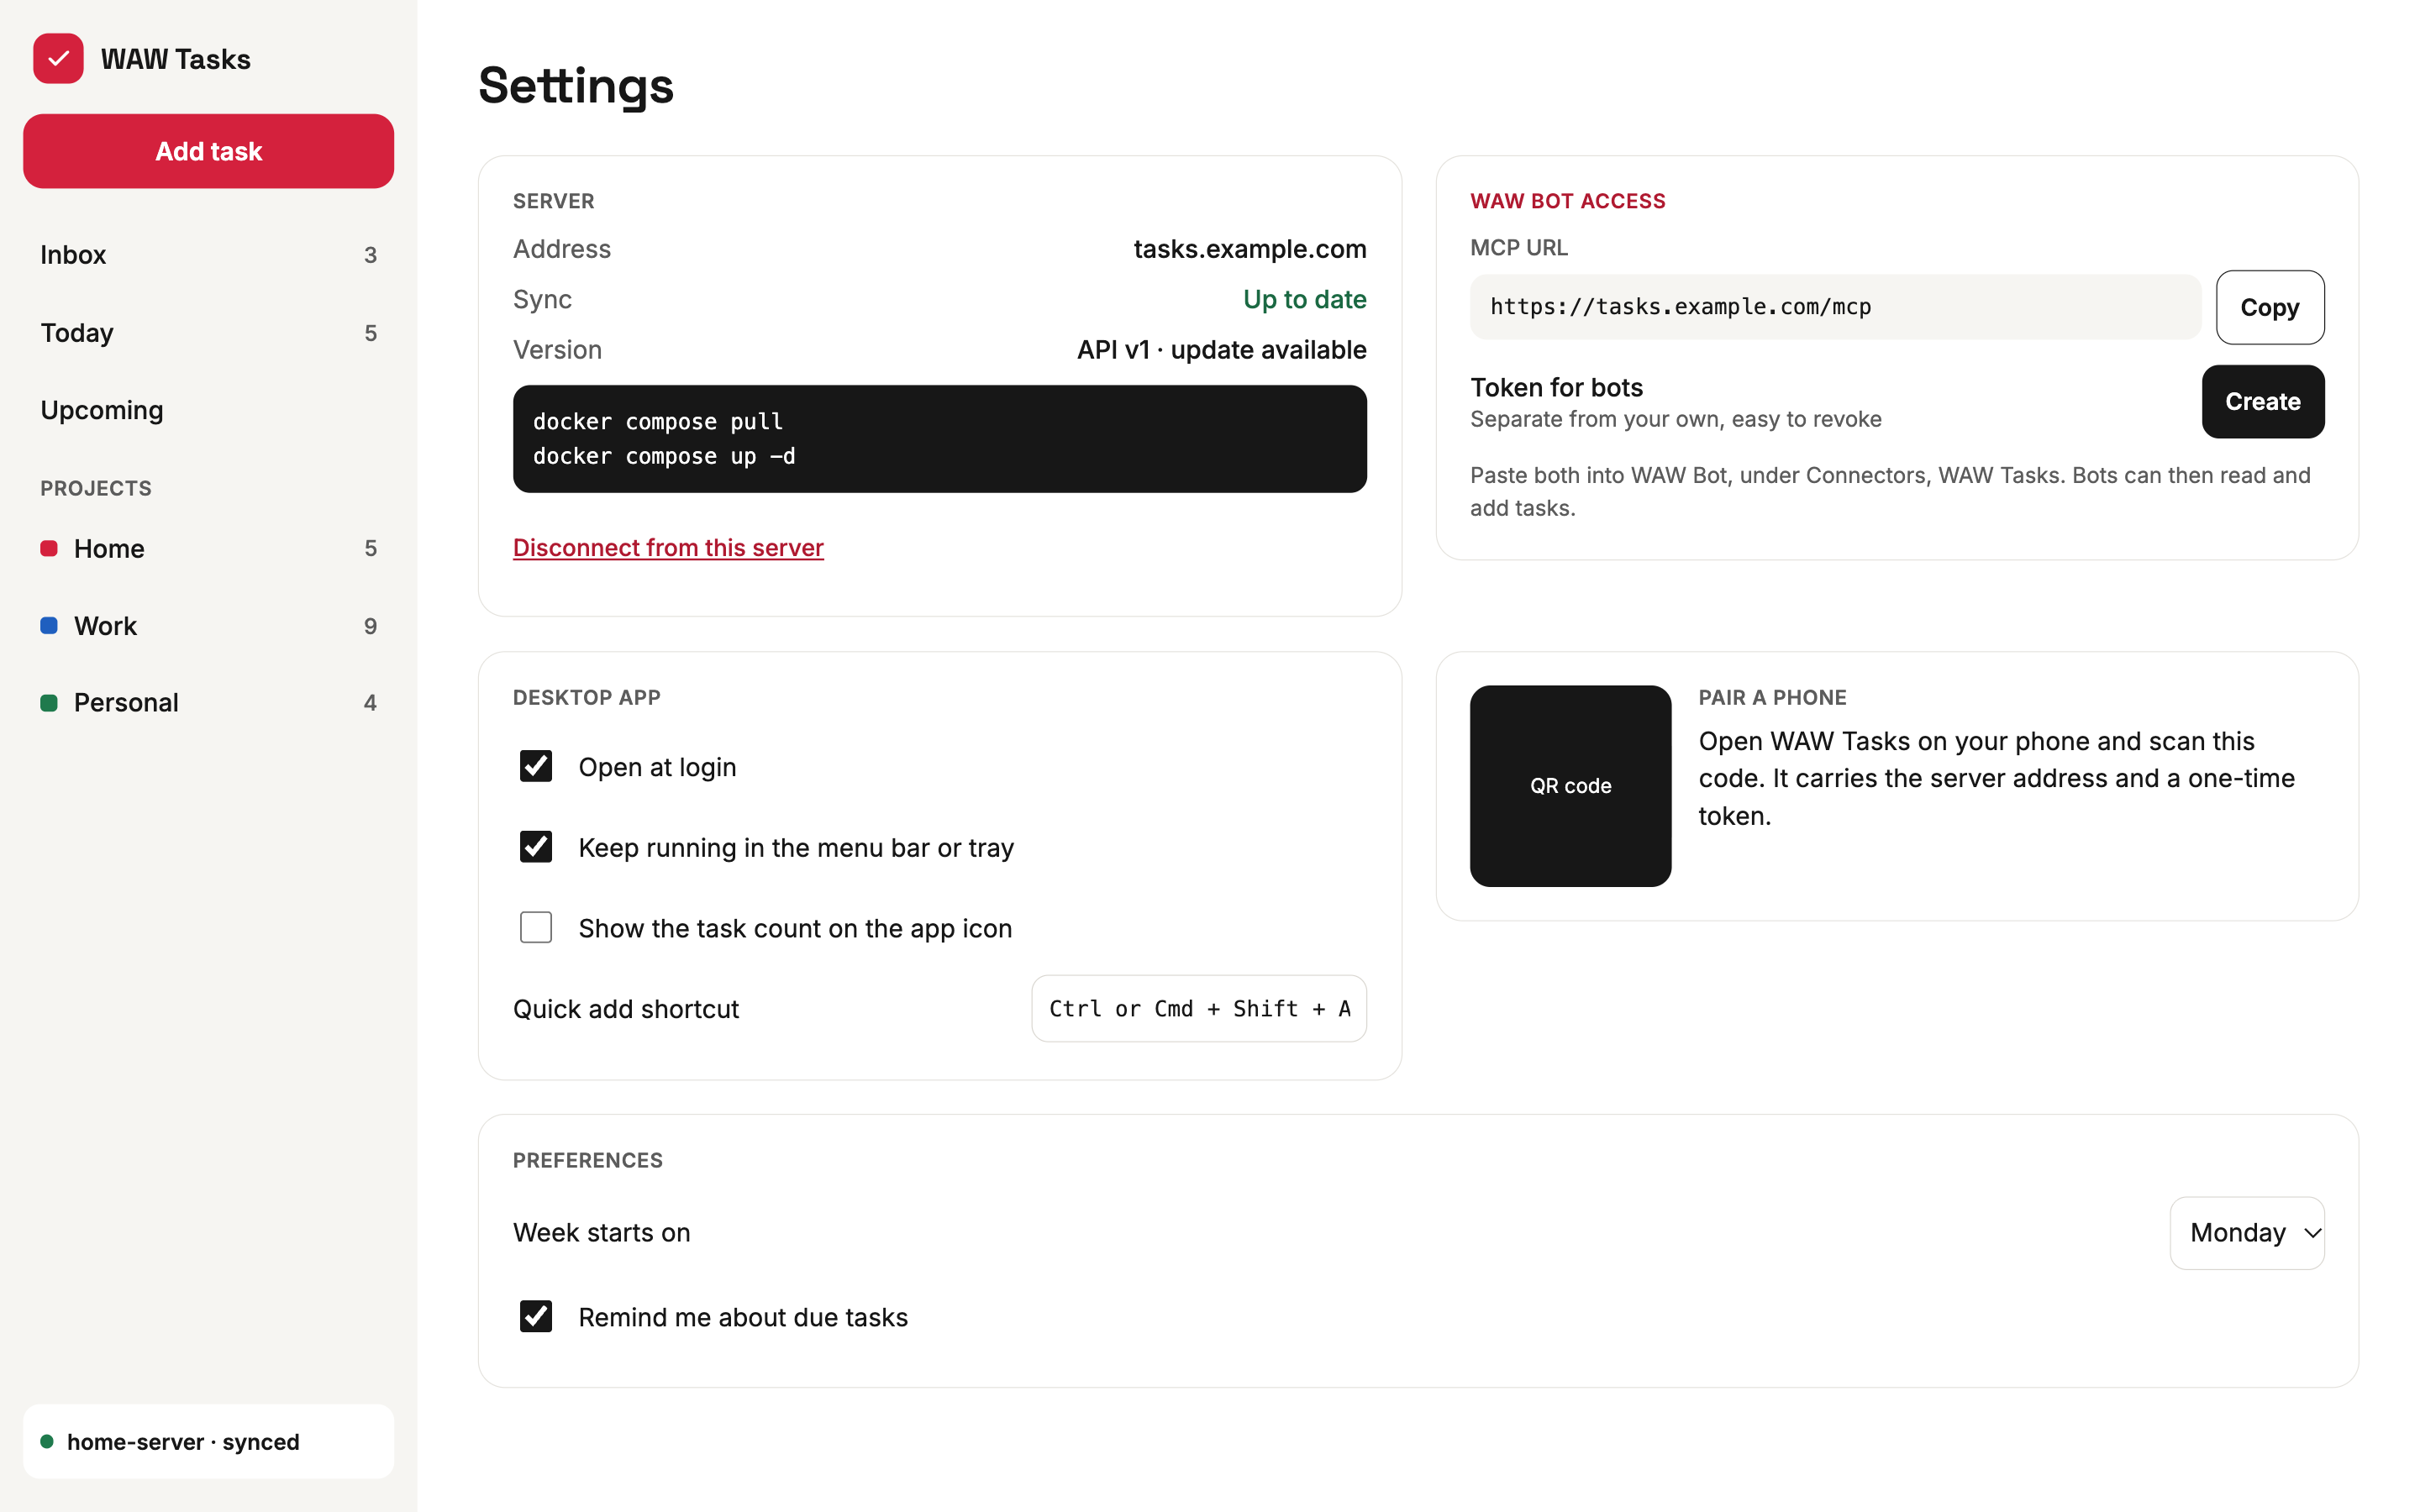 WAW Tasks
Add task
Inbox 3
Today 5
Upcoming
PROJECTS
Home 5
Work 9
Personal 4
home-server · synced
Settings
SERVER
Address tasks.example.com
Sync Up to date
Version API v1 · update available
docker compose pull
docker compose up -d
Disconnect from this server
WAW BOT ACCESS
MCP URL
https://tasks.example.com/mcp Copy
Token for bots
Separate from your own, easy to revoke
Create
Paste both into WAW Bot, under Connectors, WAW Tasks. Bots can then read and
add tasks.
DESKTOP APP
Open at login
Keep running in the menu bar or tray
Show the task count on the app icon
Quick add shortcut Ctrl or Cmd + Shift + A
QR code
PAIR A PHONE
Open WAW Tasks on your phone and scan this
code. It carries the server address and a one-time
token.
PREFERENCES
Week starts on Monday
Remind me about due tasks